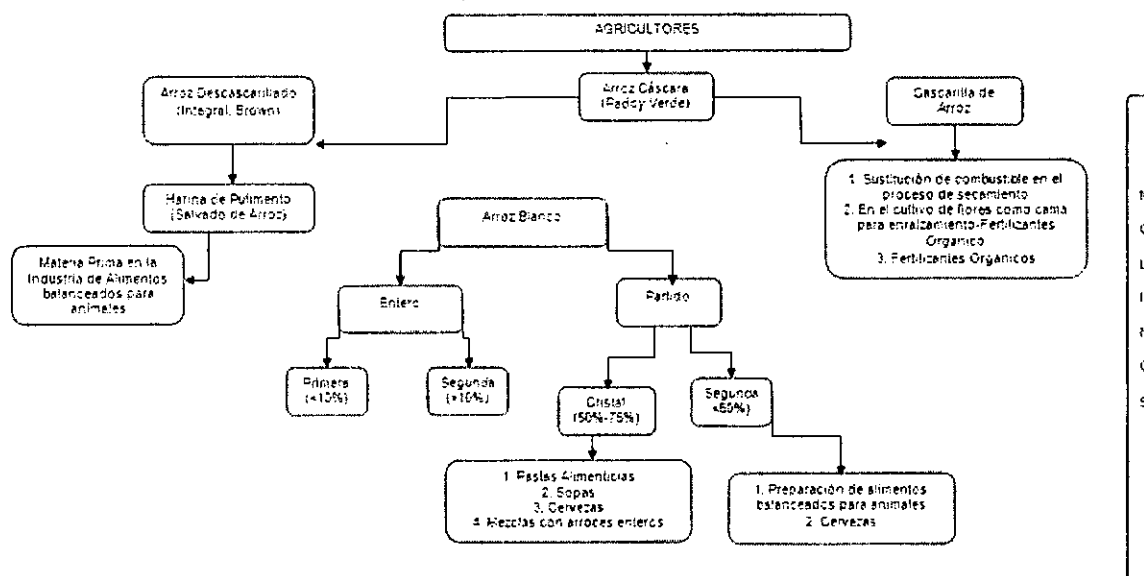 AGRICULTORES
Arroz Descascarillado
(Integral, Brown)
Arroz Cáscara
(Paddy Verde)
Cascarilla de
Arroz
Harina de Pulimento
(Salvado de Arroz)
1. Sustitución de combustible en el
proceso de secamiento
2. En el cultivo de flores como cama
para enraizamiento-Fertilizantes
Organico
3. Fertilizantes Organicos
Arroz Blanco
Materia Prima en la
Industria de Alimentos
balanceados para
animales
Entero
Partido
Primera
(<10%)
Segunda
(>10%)
Cristal
(50%-75%)
Segunda
<50%)
1. Pastas Alimenticias
2. Sopas
3. Cervezas
4. Mezclas con arroces enteros
1. Preparación de alimentos
balanceados para animales
2. Cervezas